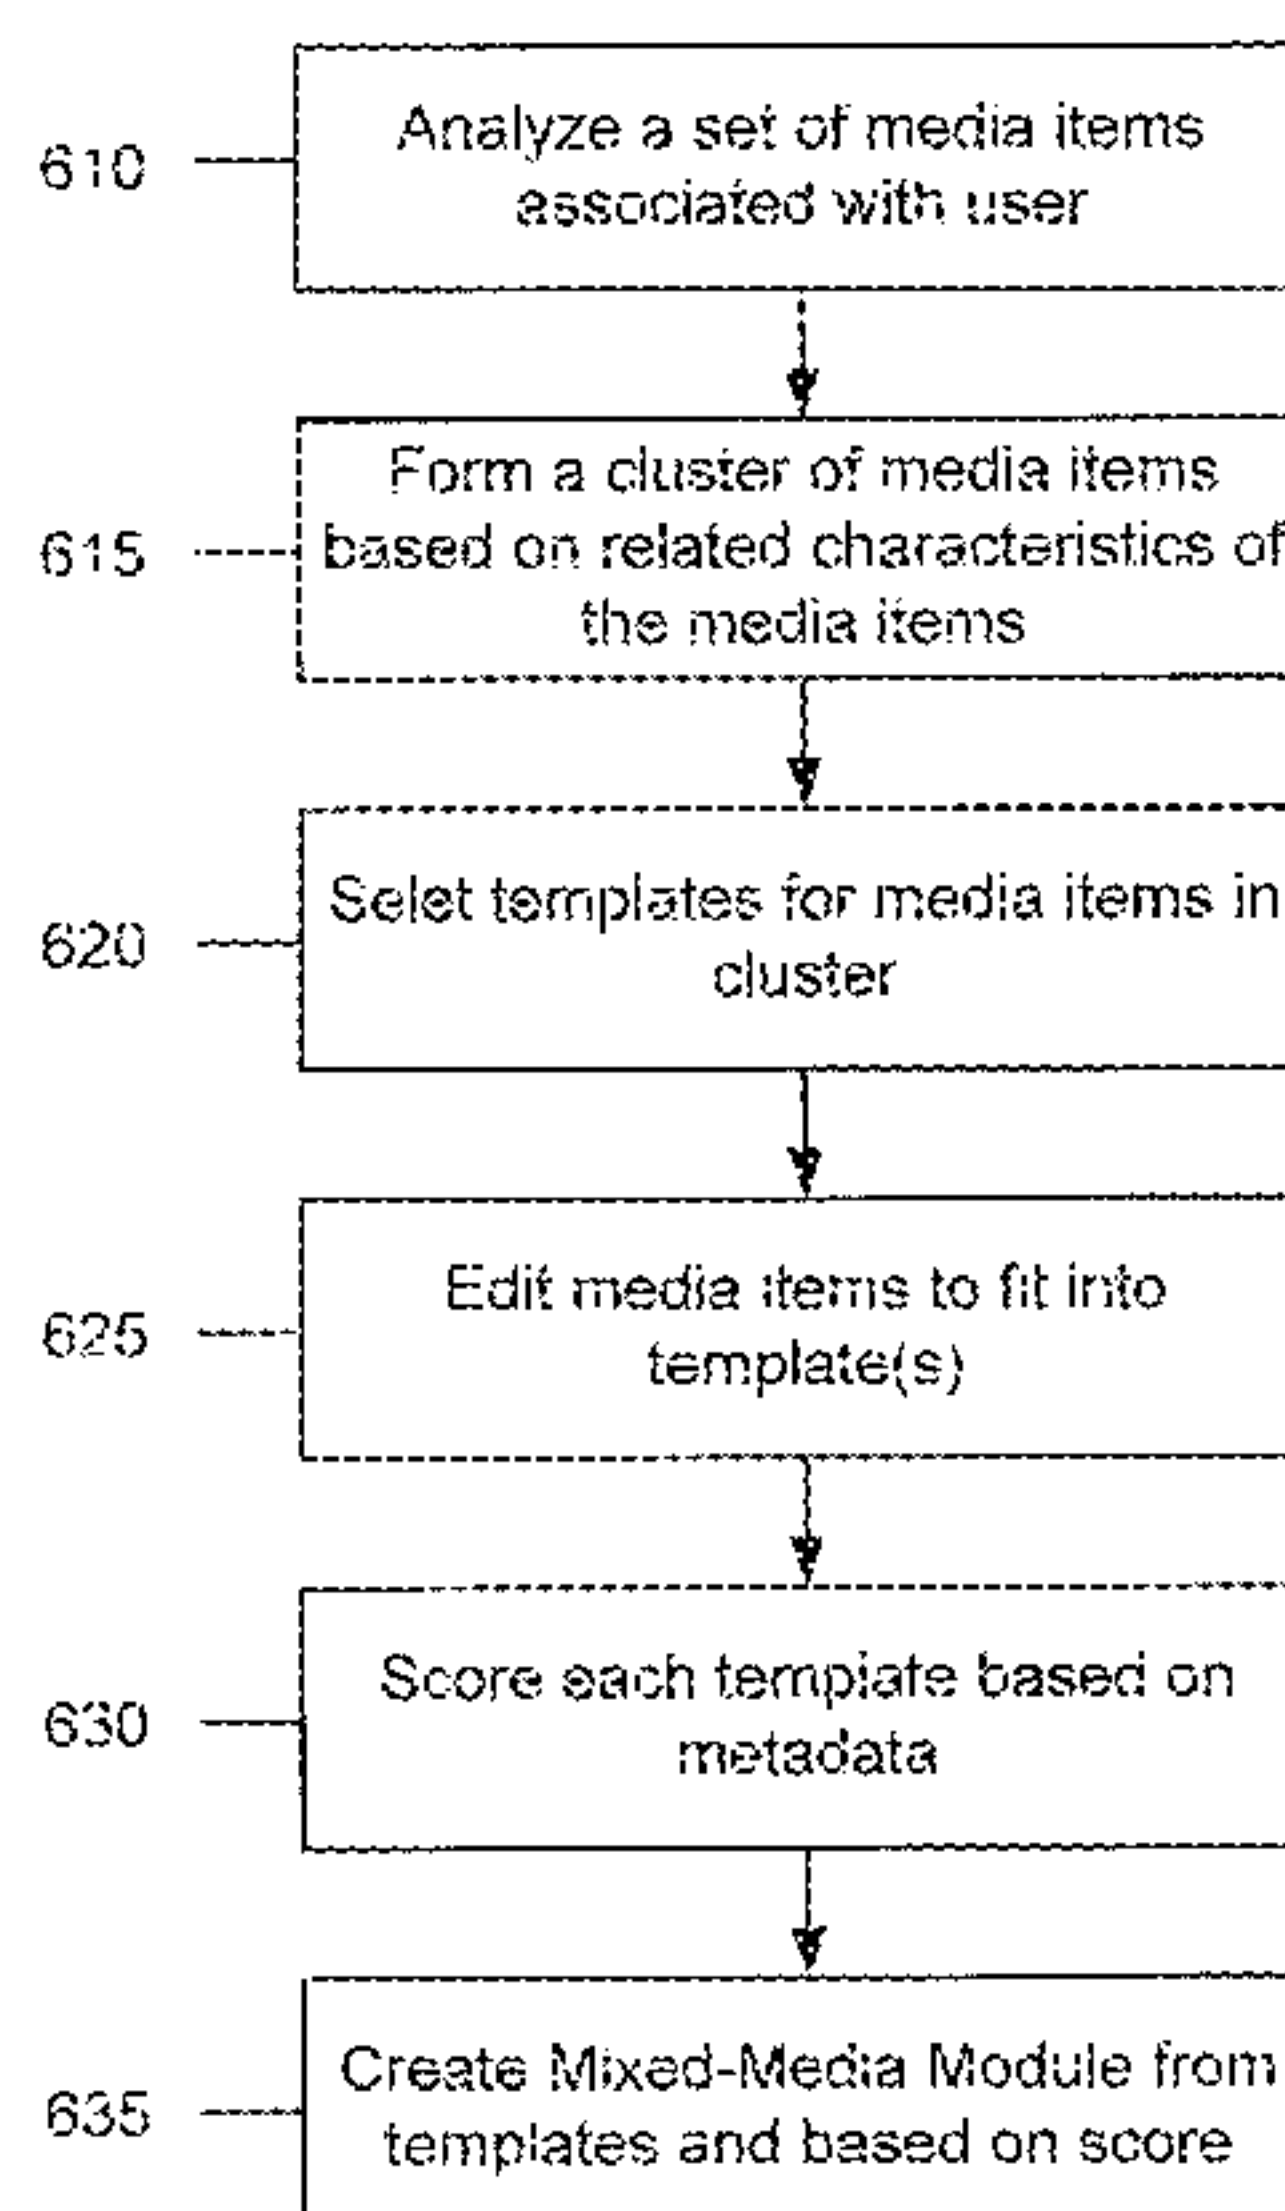 610
Analyze a set of media items
associated with user
615
Form a cluster of media items
based on related characteristics of
the media items
620
Selet templates for media items in
cluster
625
Edit media items to fit into
template(s)
630
Score each template based on
metadata
635
Create Mixed-Media Module from
templates and based on score